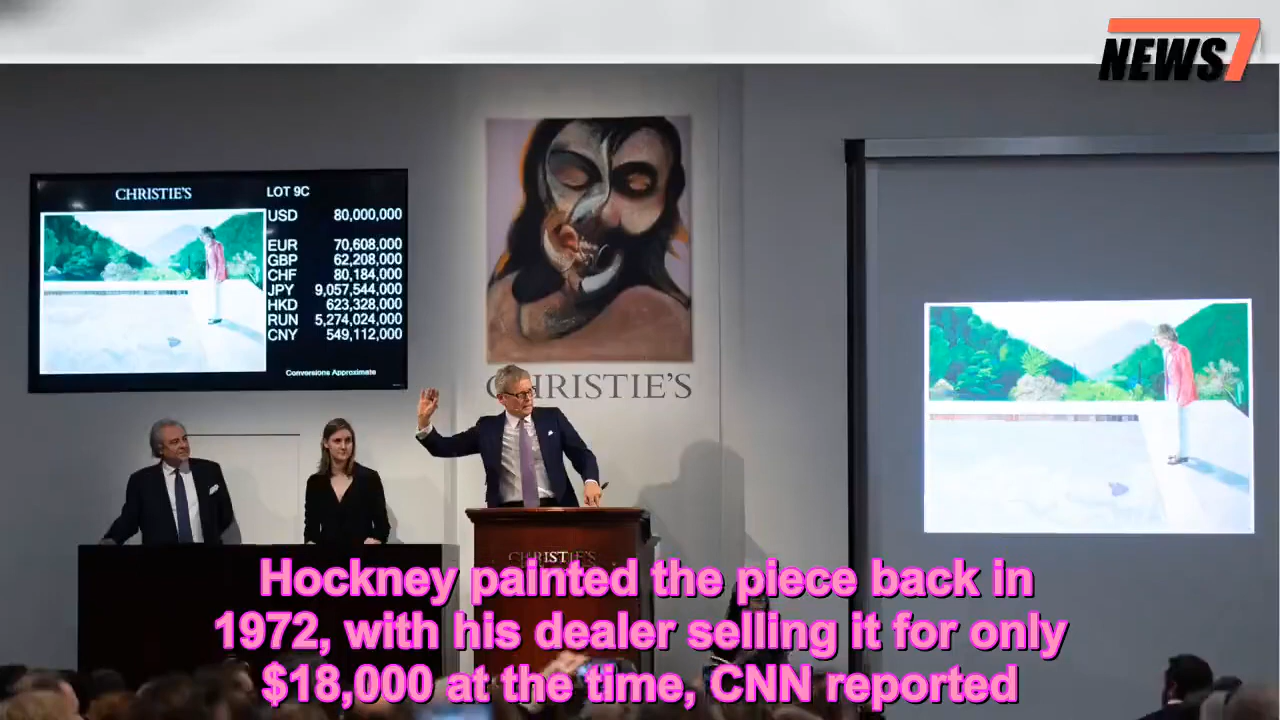 NEWS7
CHRISTIE'S
LOT 9C
USD 80,000,000
EUR 70,608,000
GBP 62,208,000
CHF 80,184,000
JPY 9,057,544,000
HKD 623,328,000
RUN 5,274,024,000
CNY 549,112,000
Conversions Approximate
CHRISTIE'S
CHRISTIE'S
Hockney painted the piece back in
1972, with his dealer selling it for only
$18,000 at the time, CNN reported